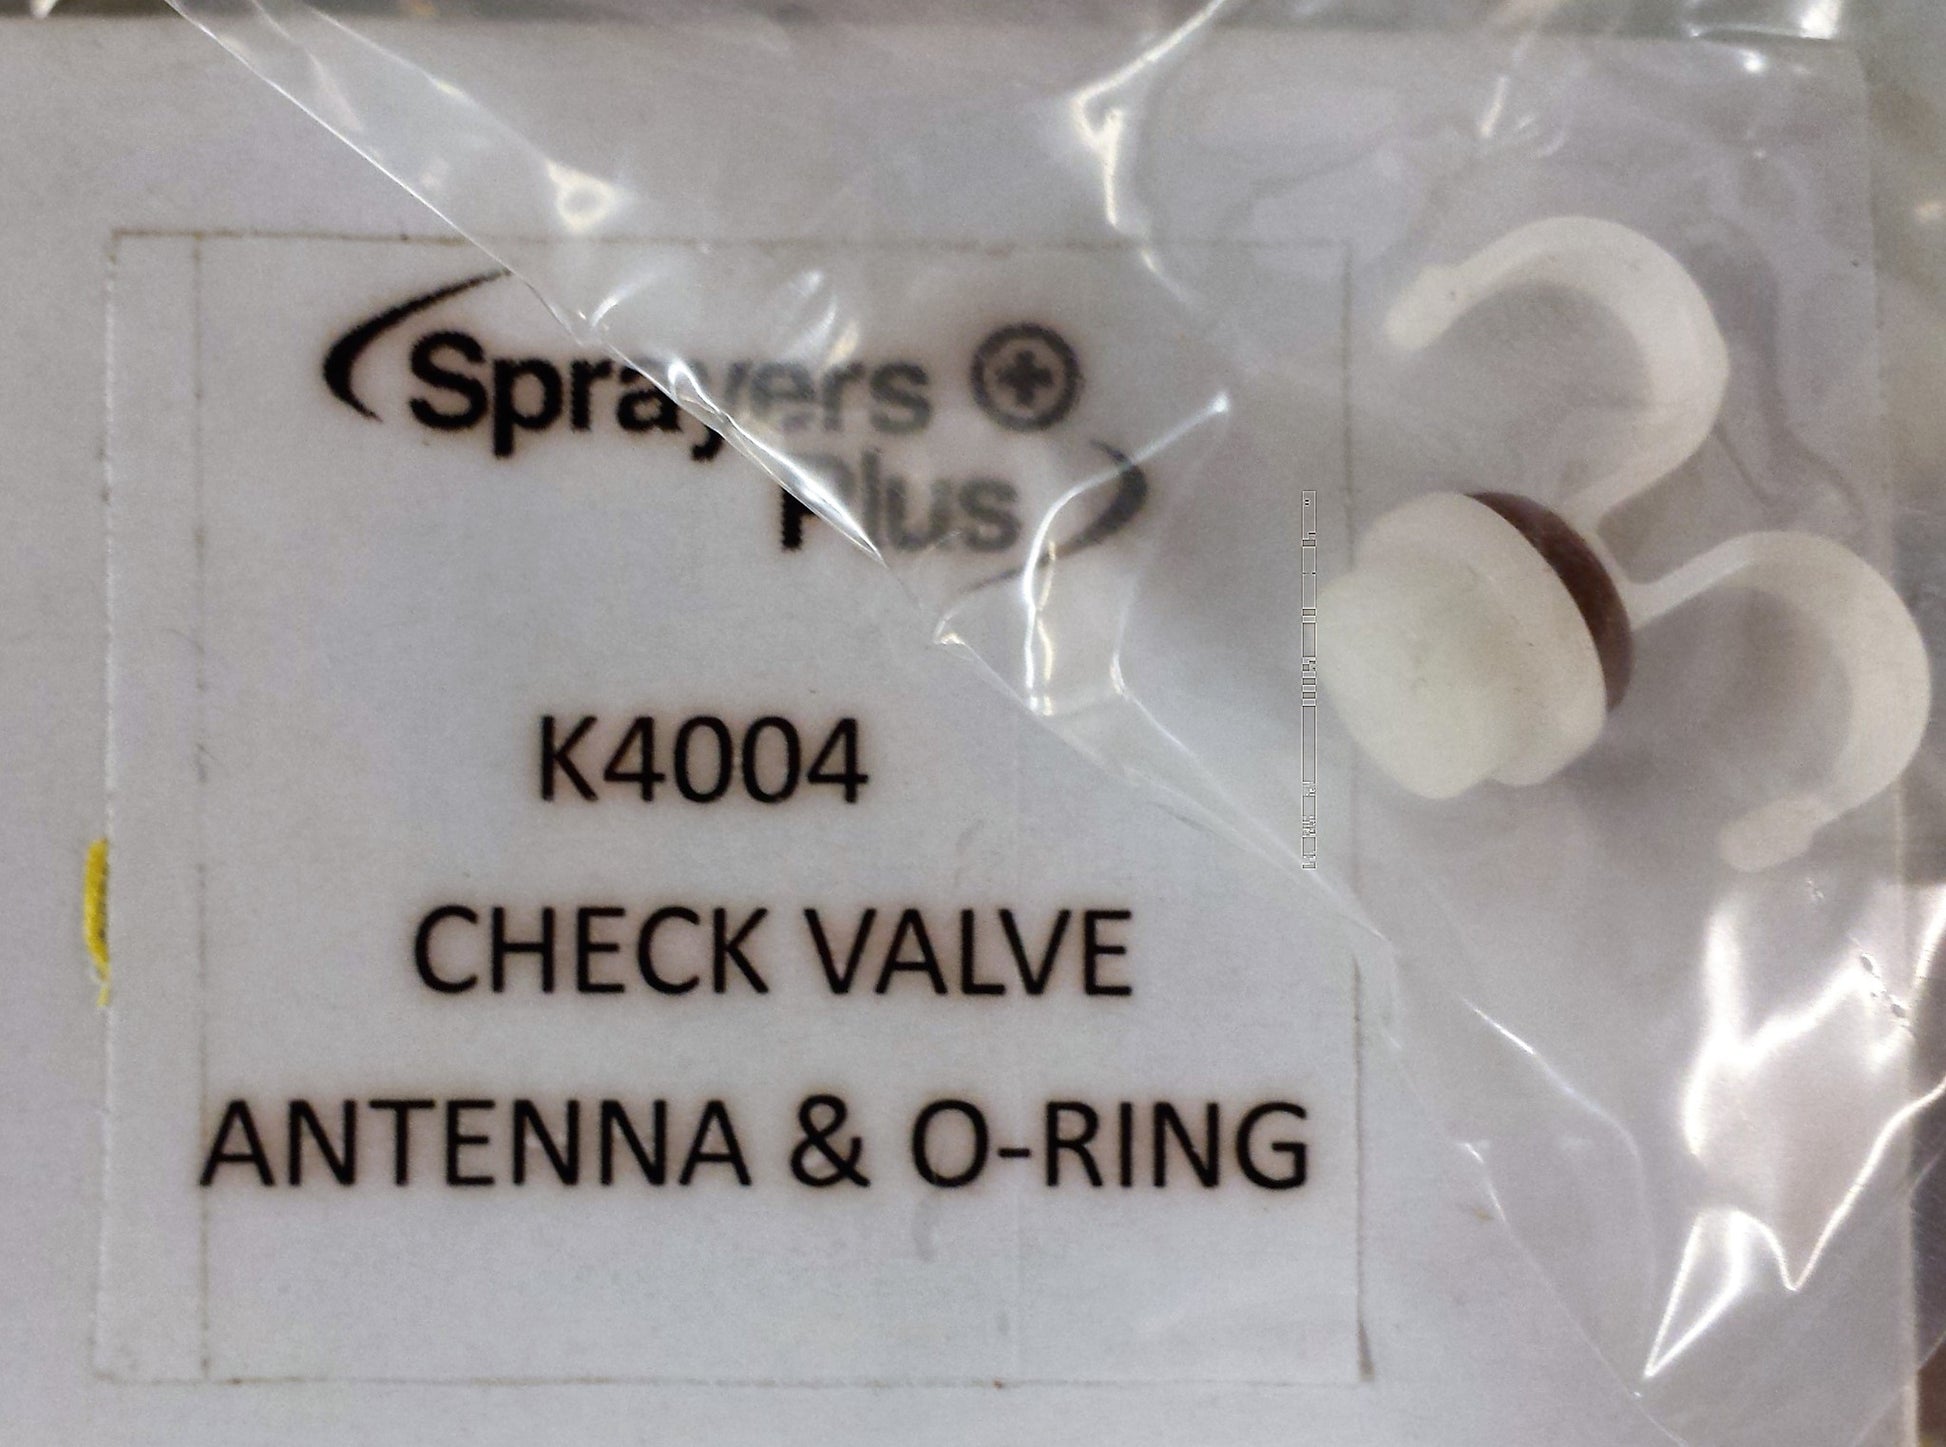 Sprayers
Plus
K4004
CHECK VALVE
ANTENNA & O-RING